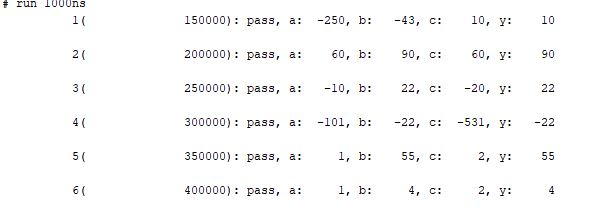 # run 1000ns
1( 150000): pass, a: -250, b: -43, c: 10, y: 10
2( 200000): pass, a: 60, b: 90, c: 60, y: 90
3( 250000): pass, a: -10, b: 22, c: -20, y: 22
4( 300000): pass, a: -101, b: -22, c: -531, y: -22
5( 350000): pass, a: 1, b: 55, c: 2, y: 55
6( 400000): pass, a: 1, b: 4, c: 2, y: 4